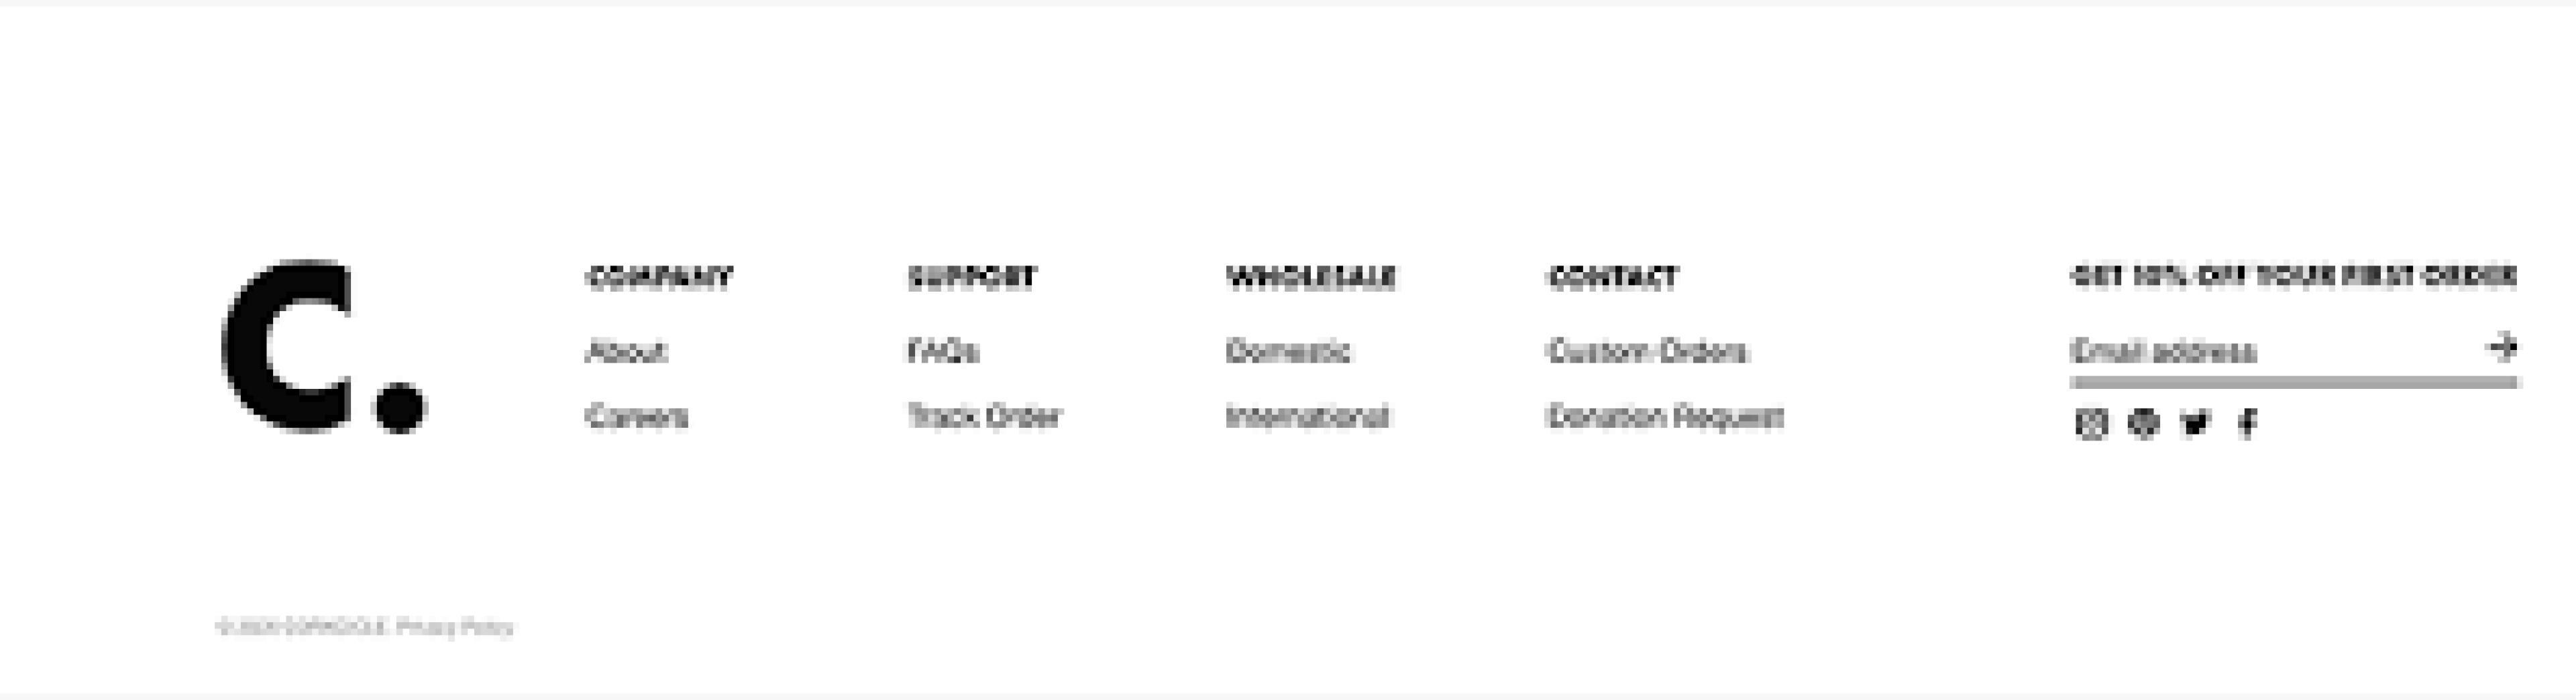 C.
COMPANY
About
Careers
SUPPORT
FAQs
Track Order
WHOLESALE
Domestic
International
CONTACT
Custom Orders
Donation Request
GET 10% OFF YOUR FIRST ORDER
Email address
©
Privacy Policy